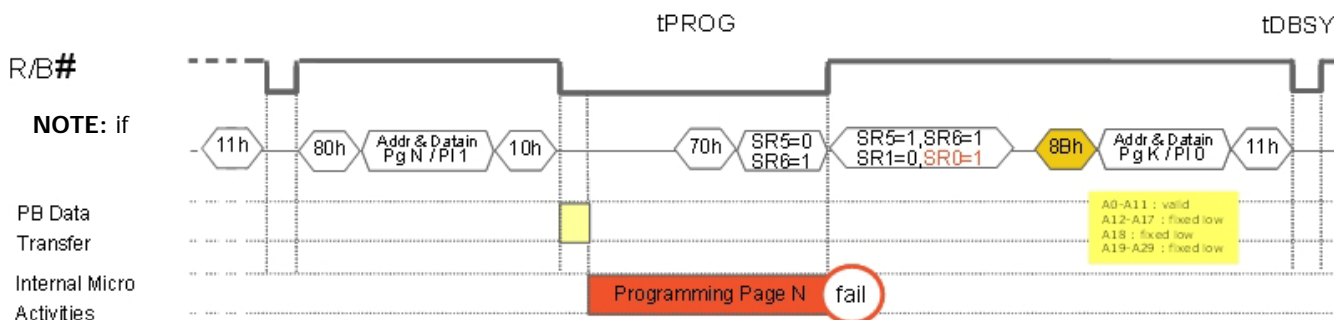 tPROG
tDBSY
R/B#
NOTE: if
11h
80h
Addr & Datain
Pg N / Pl 1
10h
70h
SR5=0
SR6=1
SR5=1,SR6=1
SR1=0,SR0=1
8Bh
Addr & Datain
Pg K / Pl 0
11h
PB Data
Transfer
A0-A11 : valid
A12-A17 : fixed low
A18 : fixed low
A19-A29 : fixed low
Internal Micro
Activities
Programming Page N
fail